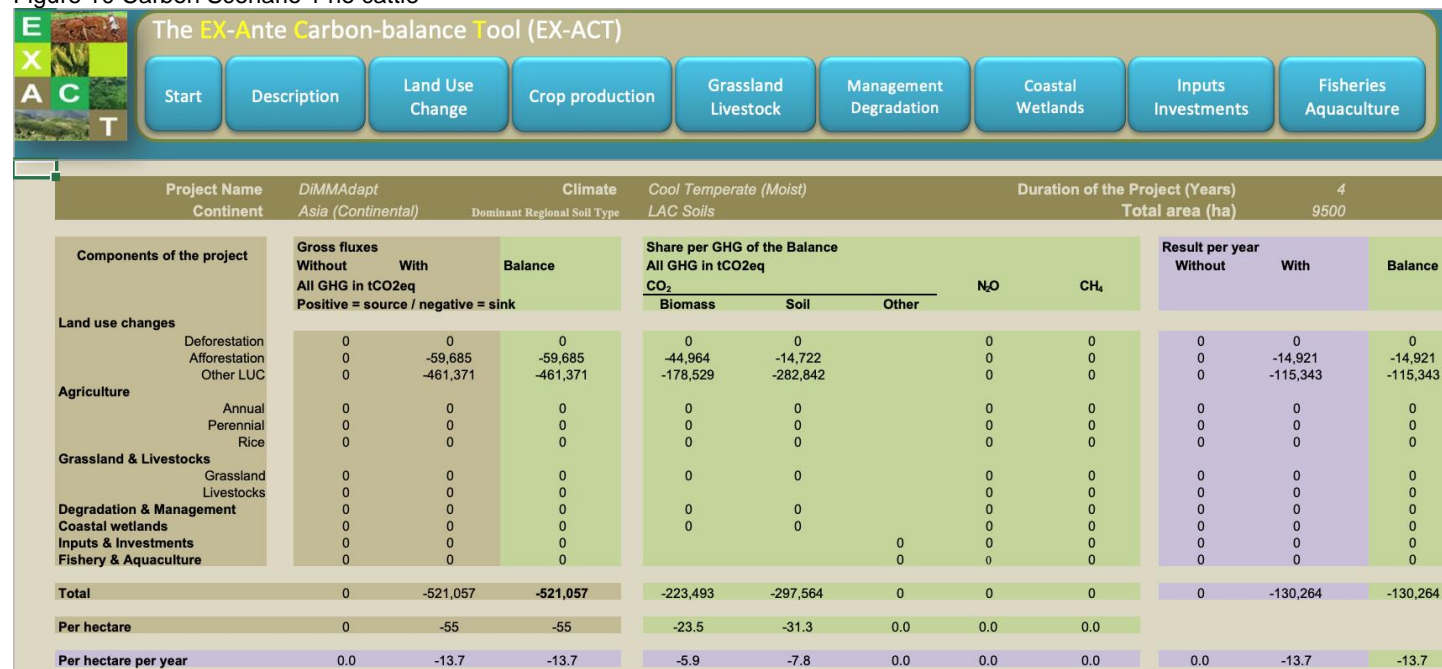 Figure 10 Carbon Scenario 1 no cattle
E
X
A C
T
The EX-Ante Carbon-balance Tool (EX-ACT)
Start Description Land Use Change Crop production Grassland Livestock Management Degradation Coastal Wetlands Inputs Investments Fisheries Aquaculture
Project Name DiMMAdapt Climate Cool Temperate (Moist) Duration of the Project (Years) 4
Continent Asia (Continental) Dominant Regional Soil Type LAC Soils Total area (ha) 9500
Components of the project Gross fluxes Share per GHG of the Balance Result per year
Without With Balance All GHG in tCO2eq Without With Balance
All GHG in tCO2eq CO₂ N₂O CH₄
Positive = source / negative = sink Biomass Soil Other
Land use changes
Deforestation 0 0 0 0 0 0 0 0 0 0
Afforestation 0 -59,685 -59,685 -44,964 -14,722 0 0 0 -14,921 -14,921
Other LUC 0 -461,371 -461,371 -178,529 -282,842 0 0 0 -115,343 -115,343
Agriculture
Annual 0 0 0 0 0 0 0 0 0 0
Perennial 0 0 0 0 0 0 0 0 0 0
Rice 0 0 0 0 0 0 0 0 0 0
Grassland & Livestocks
Grassland 0 0 0 0 0 0 0 0 0 0
Livestocks 0 0 0 0 0 0 0 0
Degradation & Management 0 0 0 0 0 0 0 0 0 0
Coastal wetlands 0 0 0 0 0 0 0 0 0 0
Inputs & Investments 0 0 0 0 0 0 0 0 0
Fishery & Aquaculture 0 0 0 0 0 0 0 0 0
Total 0 -521,057 -521,057 -223,493 -297,564 0 0 0 0 -130,264 -130,264
Per hectare 0 -55 -55 -23.5 -31.3 0.0 0.0 0.0
Per hectare per year 0.0 -13.7 -13.7 -5.9 -7.8 0.0 0.0 0.0 0.0 -13.7 -13.7